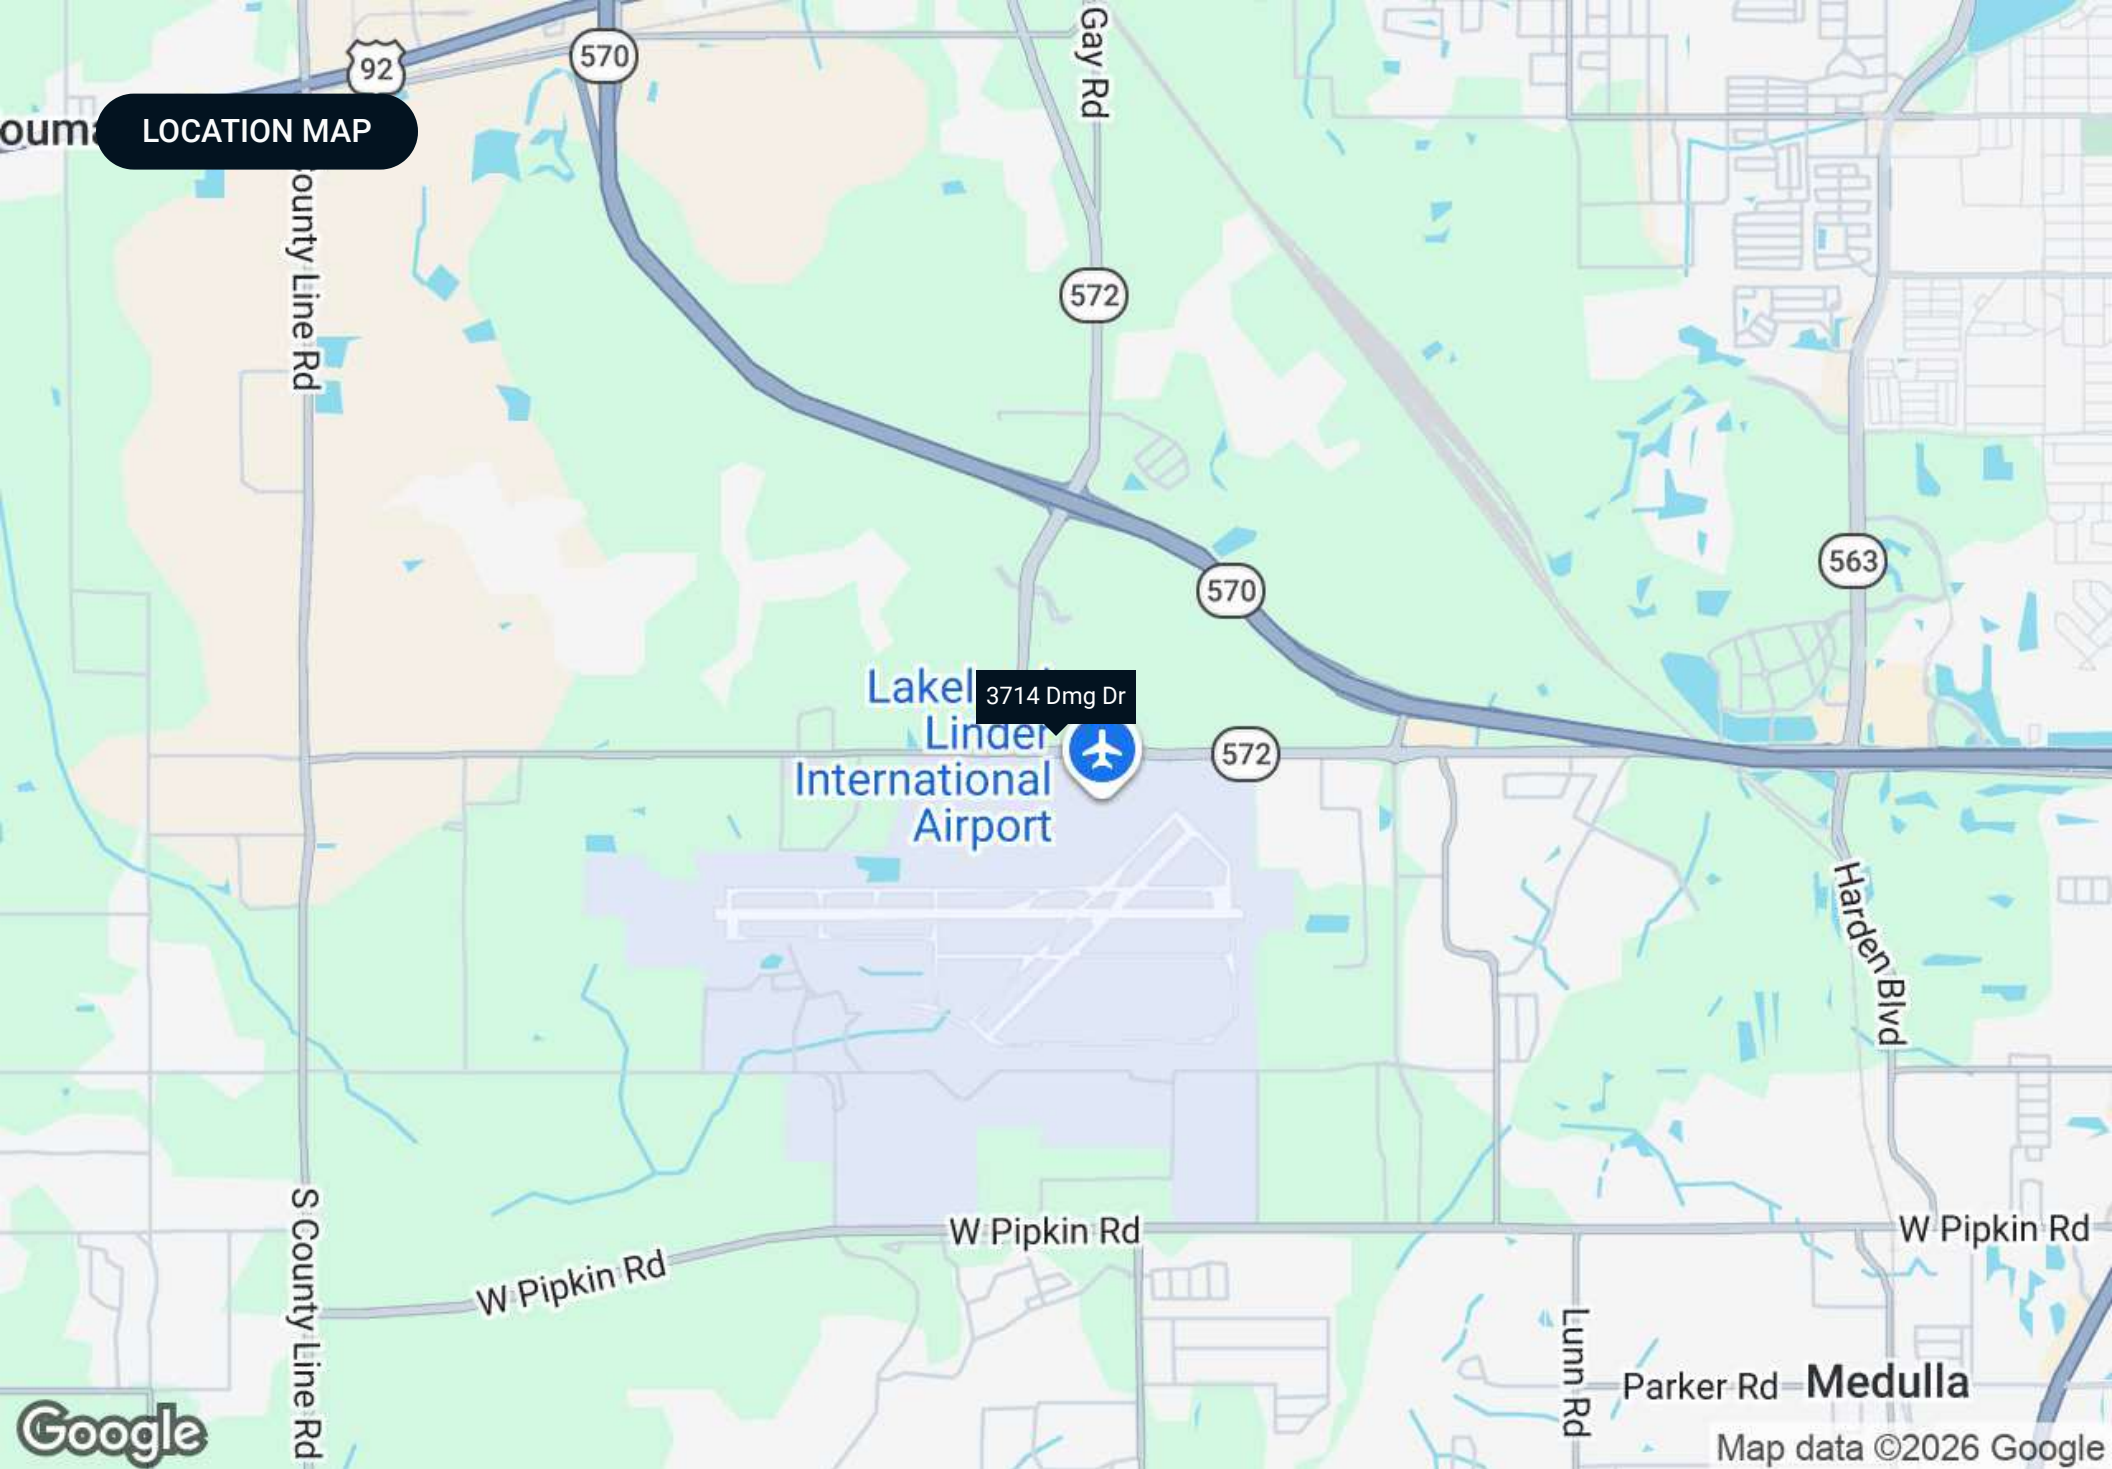 Gay Rd
92
570
ouma
LOCATION MAP
County Line Rd
572
563
570
Lakel
3714 Dmg Dr
Linder
International
Airport
572
Harden Blvd
S County Line Rd
W Pipkin Rd
W Pipkin Rd
W Pipkin Rd
Lunn Rd
Parker Rd
Medulla
Google
Map data ©2026 Google